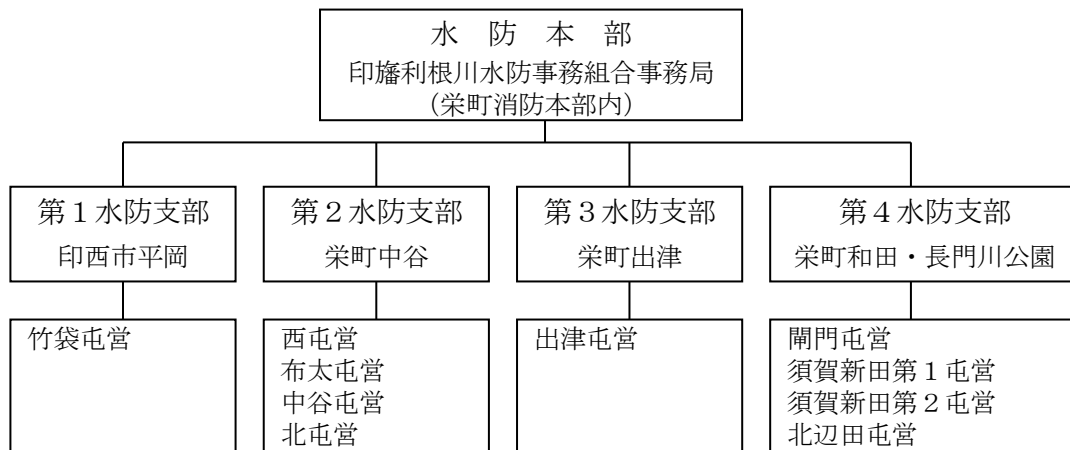 水　防　本　部
印旛利根川水防事務組合事務局
（栄町消防本部内）
第１水防支部
印西市平岡
第２水防支部
栄町中谷
第３水防支部
栄町出津
第４水防支部
栄町和田・長門川公園
竹袋屯営
西屯営
布太屯営
中谷屯営
北屯営
出津屯営
閘門屯営
須賀新田第１屯営
須賀新田第２屯営
北辺田屯営